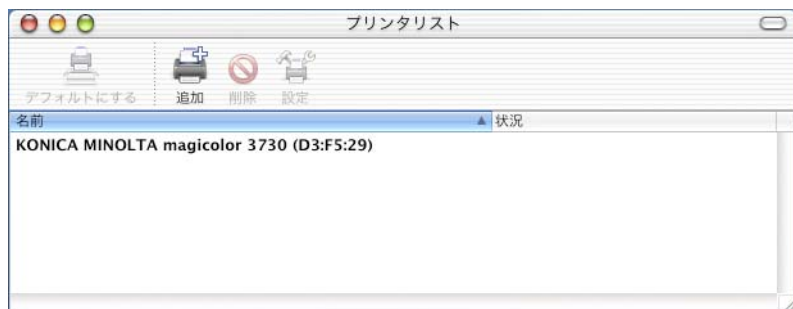 プリンタリスト
デフォルトにする 追加 削除 設定
名前 状況
KONICA MINOLTA magicolor 3730 (D3:F5:29)